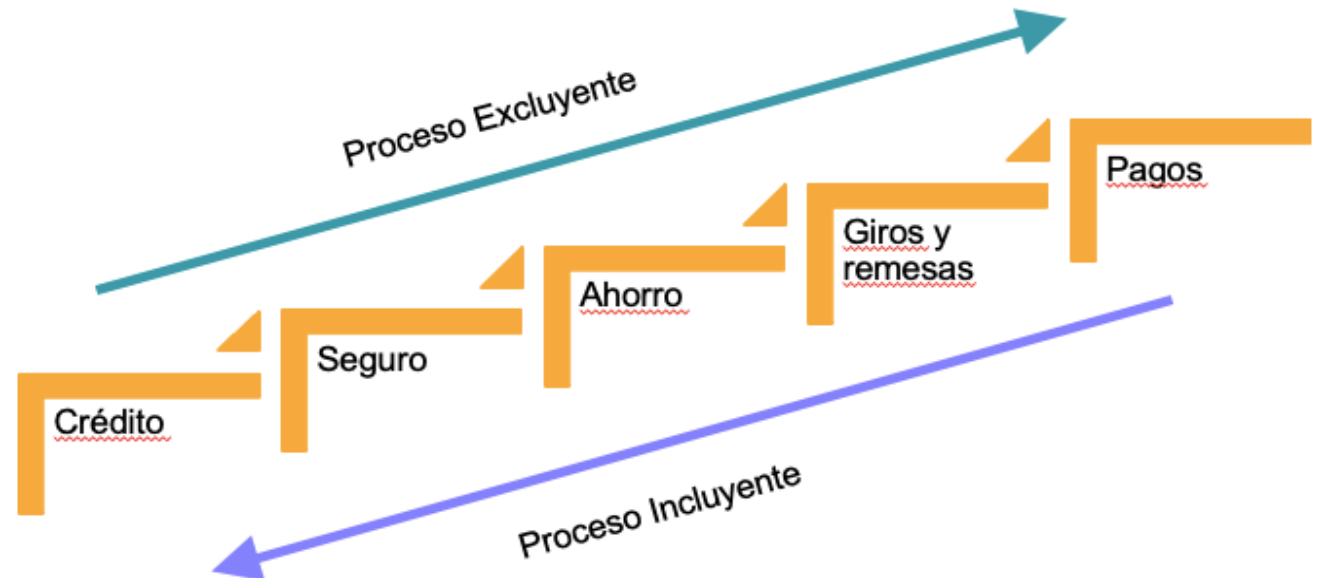 Proceso Excluyente
Pagos
Giros y
remesas
Ahorro
Seguro
Crédito
Proceso Incluyente